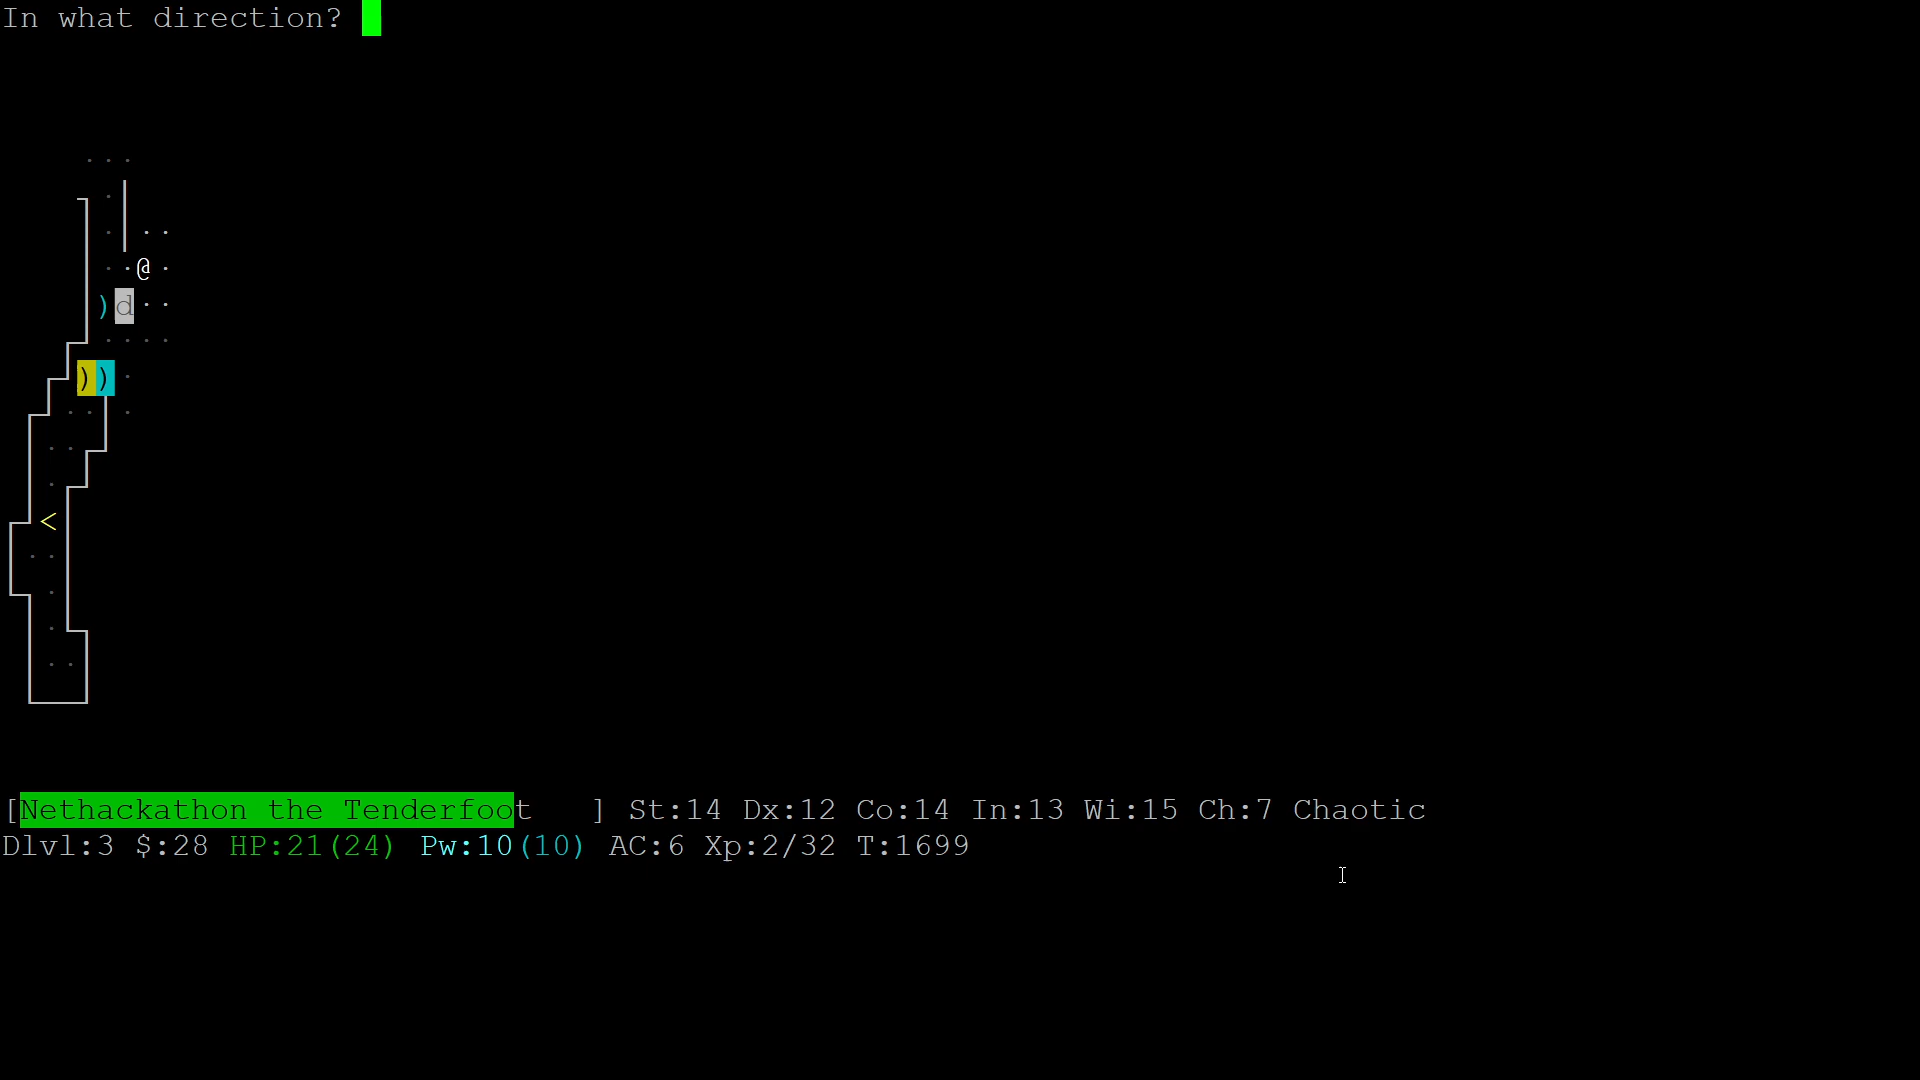 In what direction?
. . .
. |
. | . .
. . @ .
) d . .
. . . .
) ) .
. . | .
. .
.
<
. .
.
.
. .
[Nethackathon the Tenderfoot ] St:14 Dx:12 Co:14 In:13 Wi:15 Ch:7 Chaotic
Dlvl:3 $:28 HP:21(24) Pw:10(10) AC:6 Xp:2/32 T:1699